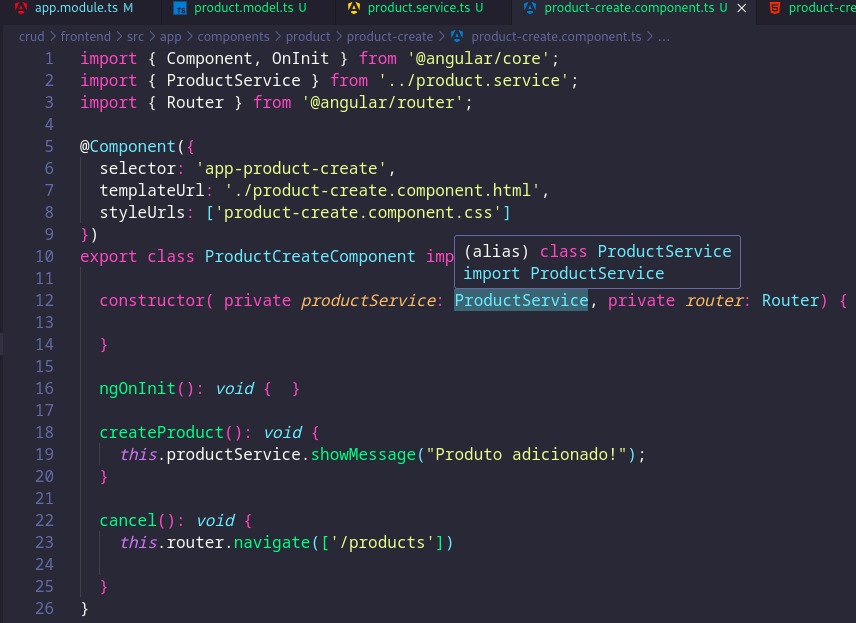 app.module.ts M product.model.ts U product.service.ts U product-create.component.ts U × product-cre
crud > frontend > src > app > components > product > product-create > product-create.component.ts > ...
1 import { Component, OnInit } from '@angular/core';
2 import { ProductService } from '../product.service';
3 import { Router } from '@angular/router';
4
5 @Component({
6 selector: 'app-product-create',
7 templateUrl: './product-create.component.html',
8 styleUrls: ['product-create.component.css']
9 })
(alias) class ProductService
10 export class ProductCreateComponent imp
import ProductService
11
12 constructor( private productService: ProductService, private router: Router) {
13
14 }
15
16 ngOnInit(): void {  }
17
18 createProduct(): void {
19 this.productService.showMessage("Produto adicionado!");
20 }
21
22 cancel(): void {
23 this.router.navigate(['/products'])
24
25 }
26 }